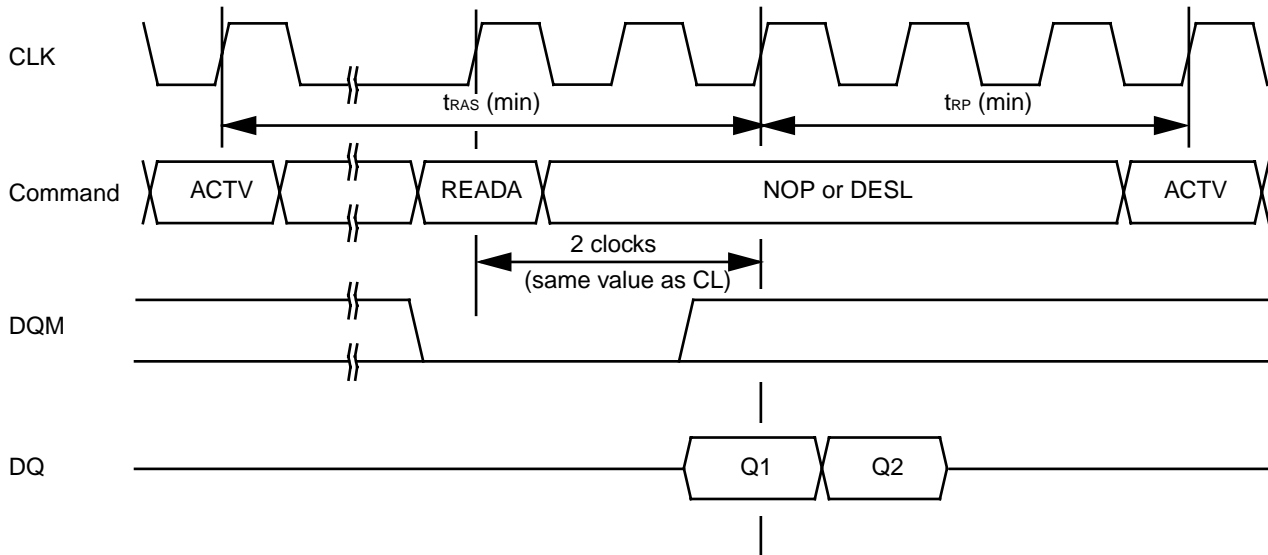 CLK
tRAS (min)
tRP (min)
Command
ACTV
READA
NOP or DESL
ACTV
2 clocks
(same value as CL)
DQM
DQ
Q1
Q2